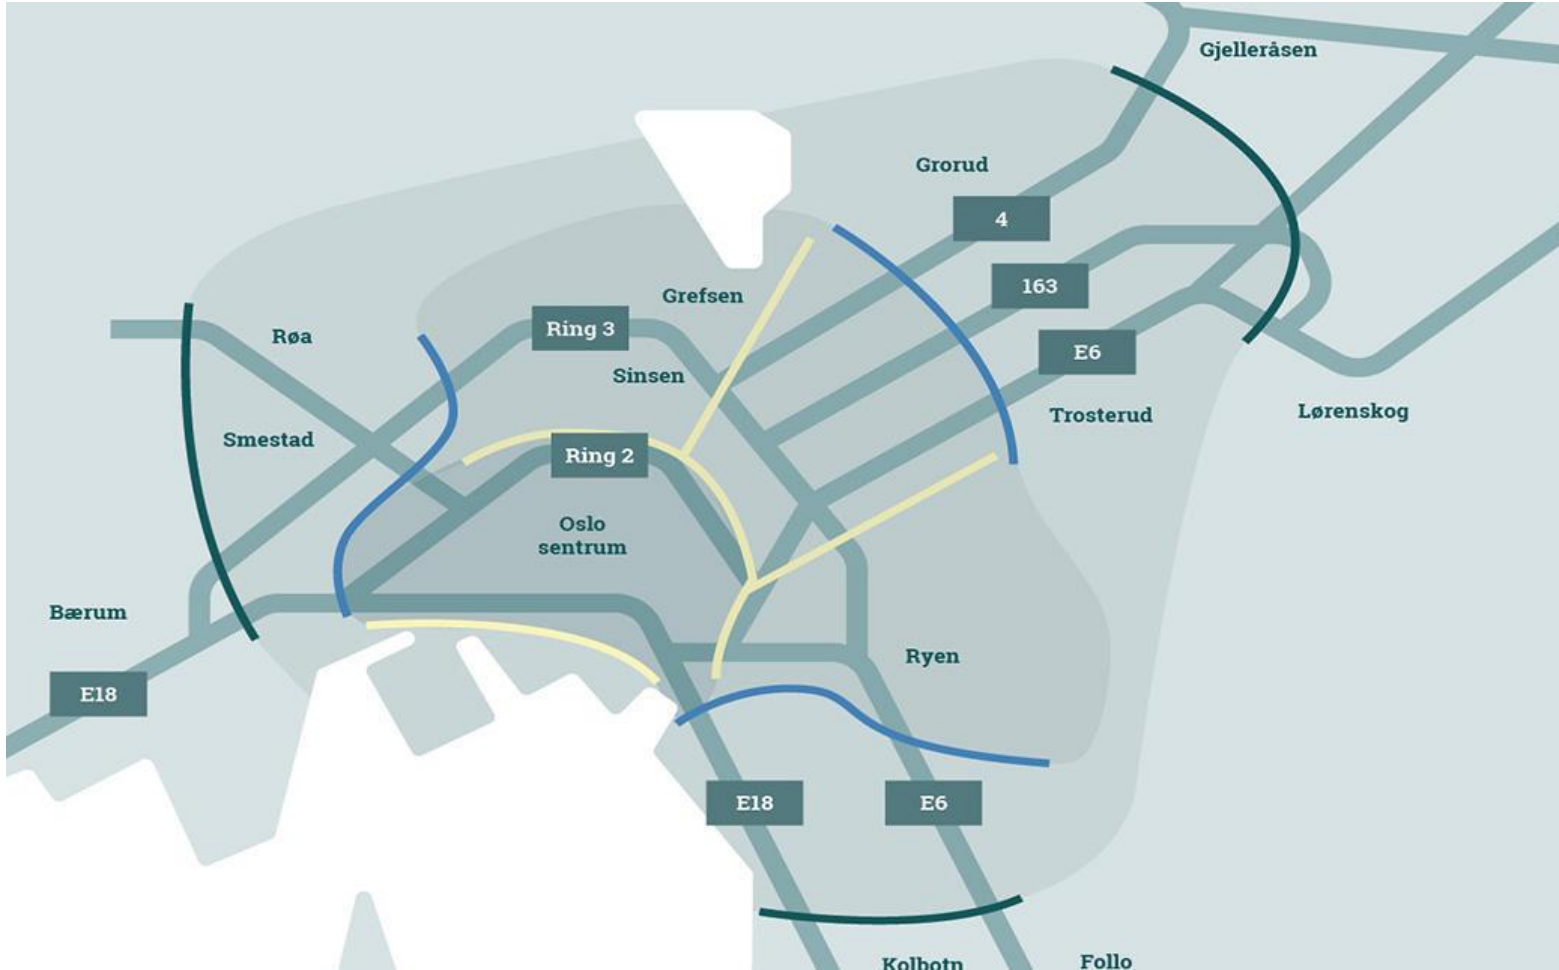 Gjelleråsen
Grorud
4
163
Grefsen
Ring 3
Røa
E6
Sinsen
Trosterud
Lørenskog
Smestad
Ring 2
Oslo
sentrum
Bærum
Ryen
E18
E18
E6
Kolbotn
Follo